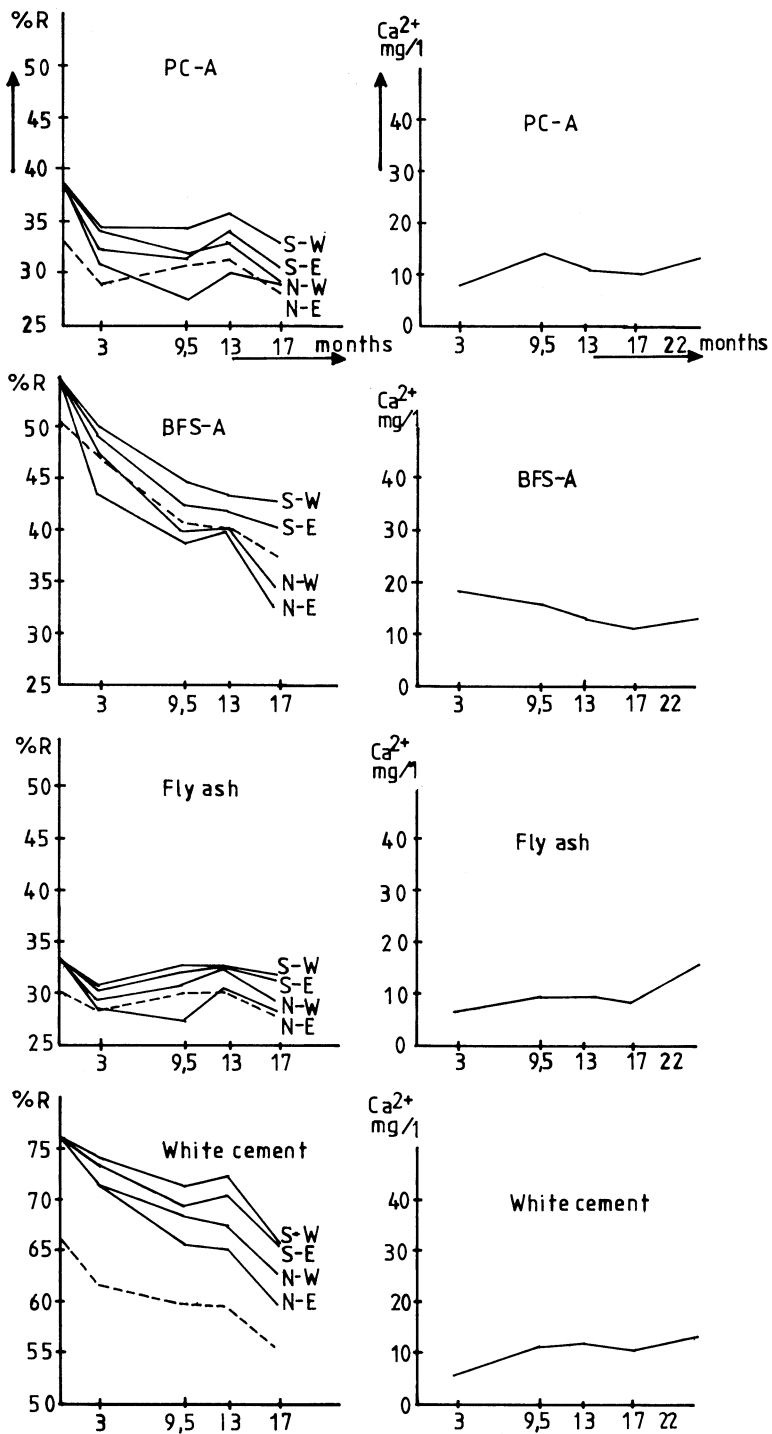 %R
50
PC-A
45
40
35
30
25
S-W
S-E
N-W
N-E
3 9,5 13 17 months
Ca2+
mg/l
40
PC-A
30
20
10
0
3 9,5 13 17 22 months
%R
50
BFS-A
45
40
35
30
25
S-W
S-E
N-W
N-E
3 9,5 13 17
Ca2+
mg/l
40
BFS-A
30
20
10
0
3 9,5 13 17 22
%R
50
Fly ash
45
40
35
30
25
S-W
S-E
N-W
N-E
3 9,5 13 17
Ca2+
mg/l
40
Fly ash
30
20
10
0
3 9,5 13 17 22
%R
75
White cement
70
65
60
55
50
S-W
S-E
N-W
N-E
3 9,5 13 17
Ca2+
mg/l
40
White cement
30
20
10
0
3 9,5 13 17 22